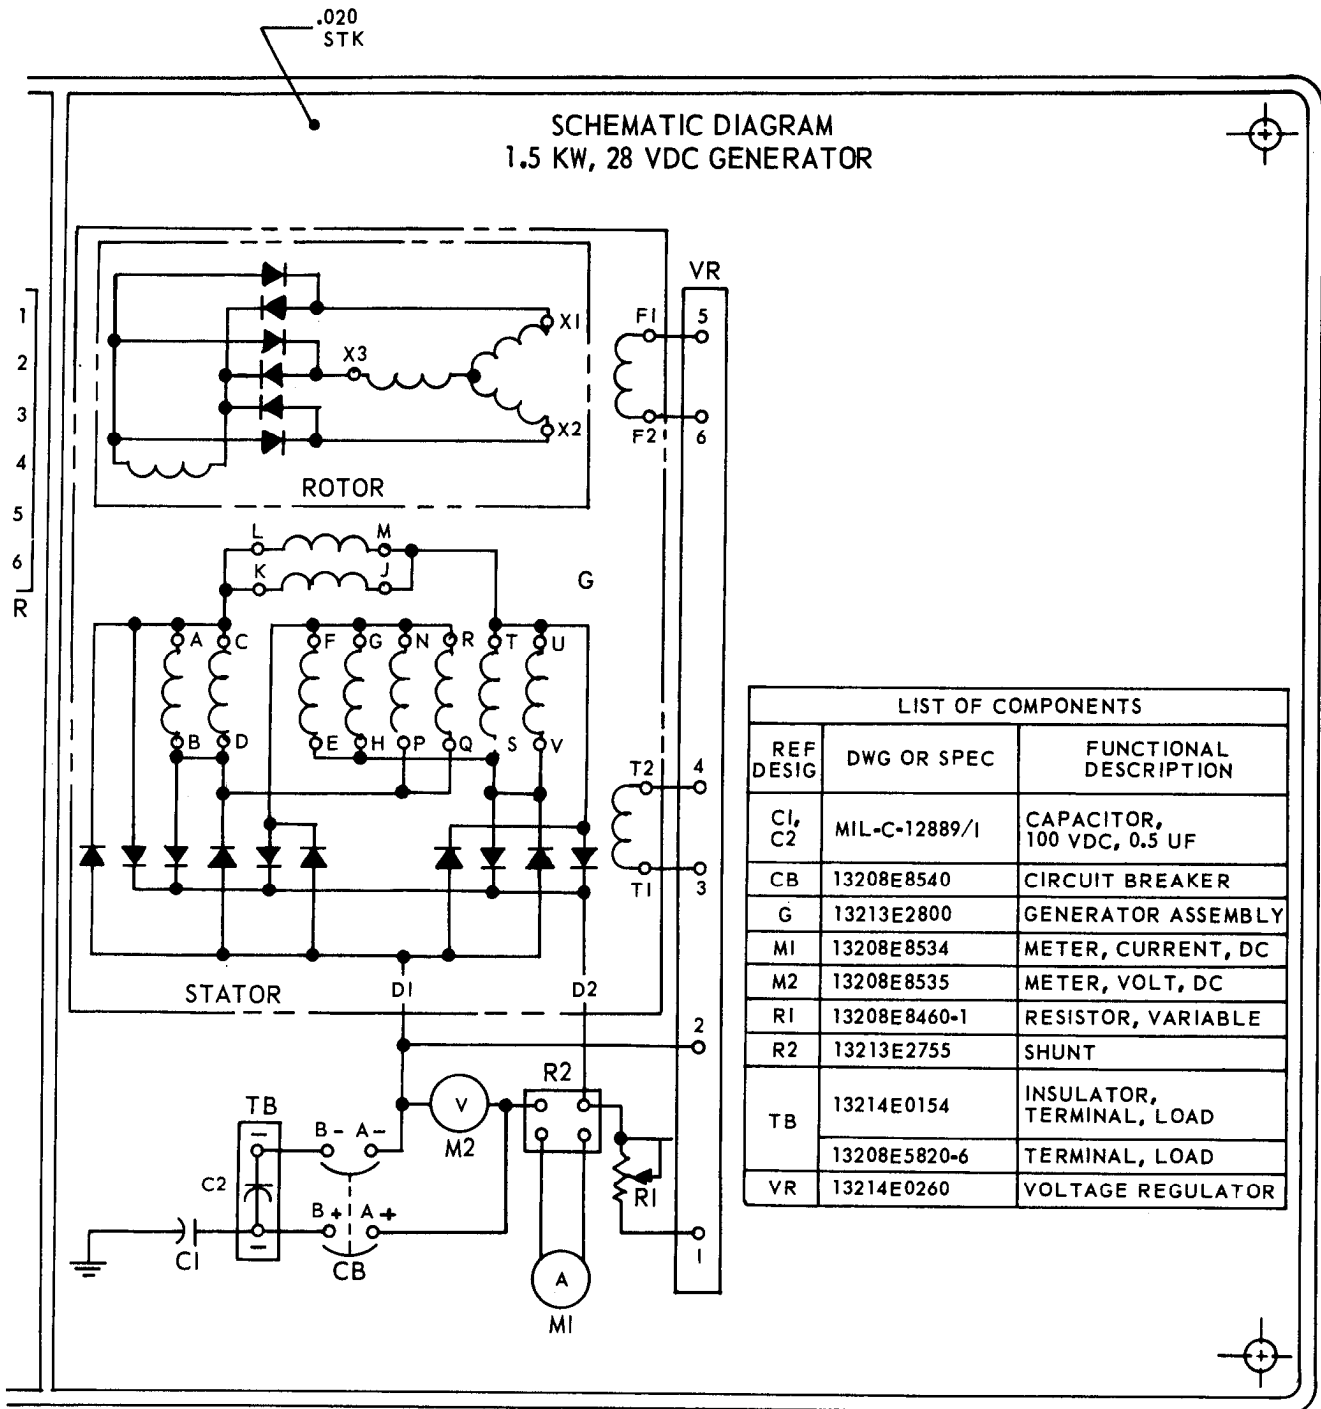 .020
STK
SCHEMATIC DIAGRAM
1.5 KW, 28 VDC GENERATOR
1
2
3
4
5
6
R
VR
X1
X3
X2
F1
5
F2
6
ROTOR
L
M
K
J
G
A
C
F
G
N
R
T
U
B
D
E
H
P
Q
S
V
T2
4
T1
3
STATOR
D1
D2
2
R2
TB
B-
A-
V
M2
C2
R1
B+
A+
1
C1
CB
A
M1
LIST OF COMPONENTS
REF DESIG
DWG OR SPEC
FUNCTIONAL DESCRIPTION
C1, C2
MIL-C-12889/1
CAPACITOR, 100 VDC, 0.5 UF
CB
13208E8540
CIRCUIT BREAKER
G
13213E2800
GENERATOR ASSEMBLY
M1
13208E8534
METER, CURRENT, DC
M2
13208E8535
METER, VOLT, DC
R1
13208E8460-1
RESISTOR, VARIABLE
R2
13213E2755
SHUNT
TB
13214E0154
INSULATOR, TERMINAL, LOAD
13208E5820-6
TERMINAL, LOAD
VR
13214E0260
VOLTAGE REGULATOR